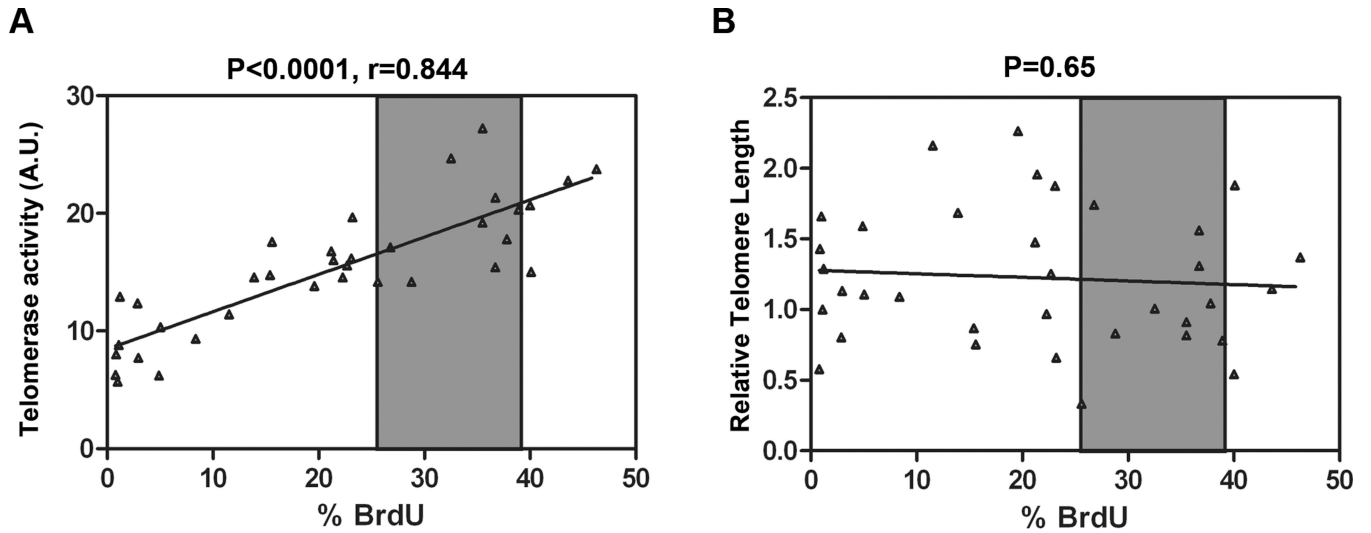 A
P<0.0001, r=0.844
Telomerase activity (A.U.)
30
20
10
0
0 10 20 30 40 50
% BrdU
B
P=0.65
Relative Telomere Length
2.5
2.0
1.5
1.0
0.5
0.0
0 10 20 30 40 50
% BrdU